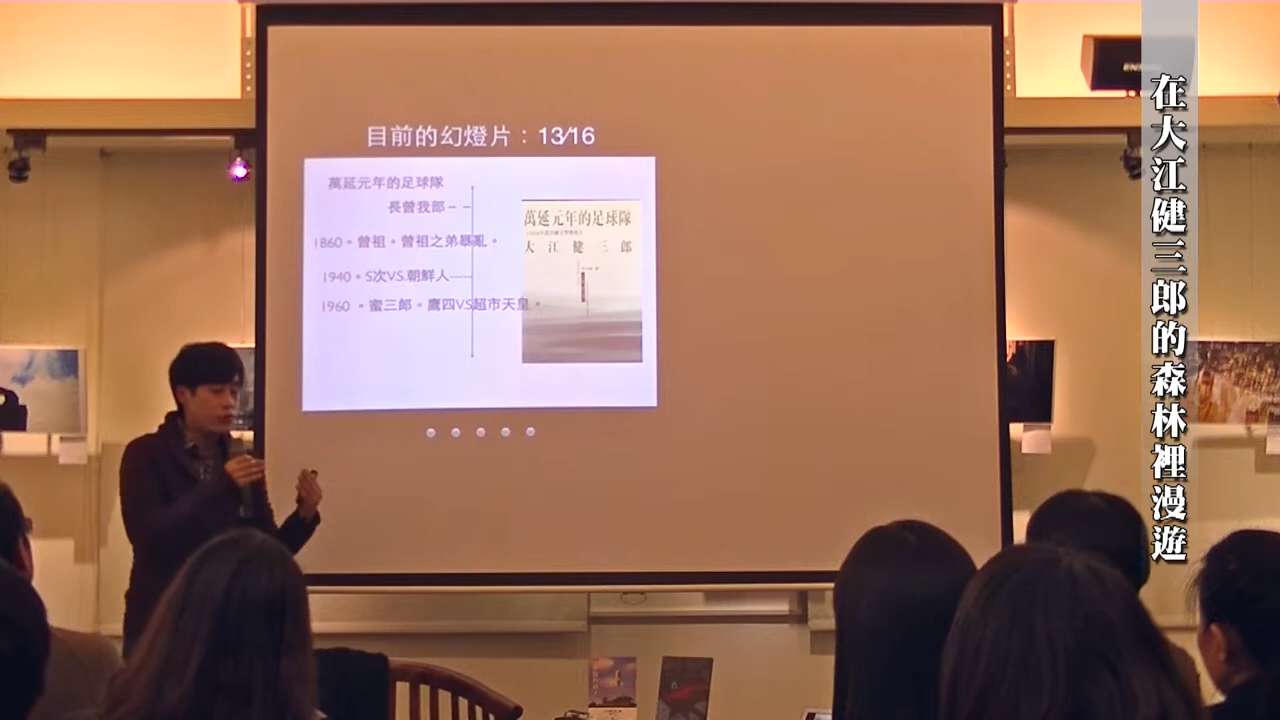 目前的幻燈片：13/16
萬延元年的足球隊
長曾我部
1860。曾祖。曾祖之弟暴亂。
1940。S次V.S.朝鮮人
1960。蜜三郎。鷹四V.S超市天皇。
萬延元年的足球隊
大江健三郎
在大江健三郎的森林裡漫遊